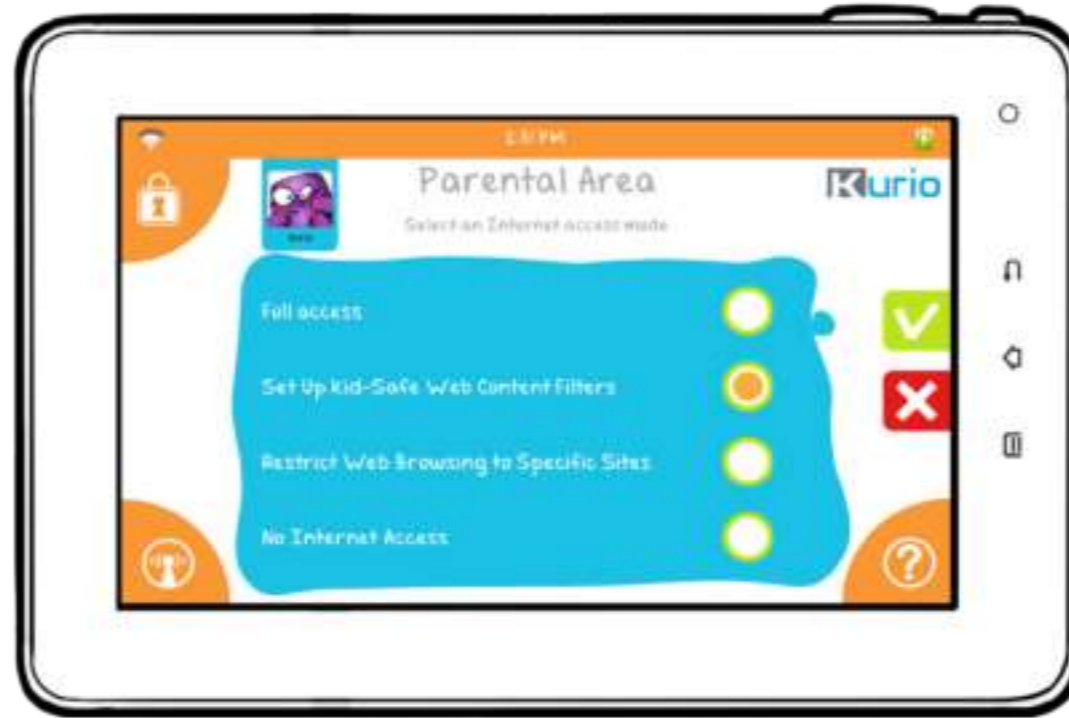 PM
Parental Area
Kurio
Select an Internet access mode
Full access
Set Up Kid-Safe Web Content Filters
Restrict Web Browsing to Specific Sites
No Internet Access
?